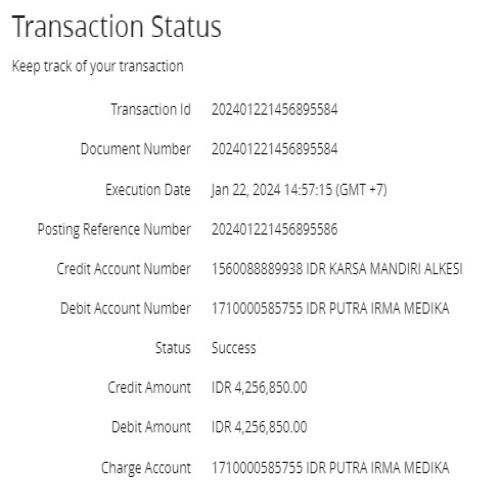 Transaction Status
Keep track of your transaction
Transaction Id 202401221456895584
Document Number 202401221456895584
Execution Date Jan 22, 2024 14:57:15 (GMT +7)
Posting Reference Number 202401221456895586
Credit Account Number 1560088889938 IDR KARSA MANDIRI ALKESI
Debit Account Number 1710000585755 IDR PUTRA IRMA MEDIKA
Status Success
Credit Amount IDR 4,256,850.00
Debit Amount IDR 4,256,850.00
Charge Account 1710000585755 IDR PUTRA IRMA MEDIKA